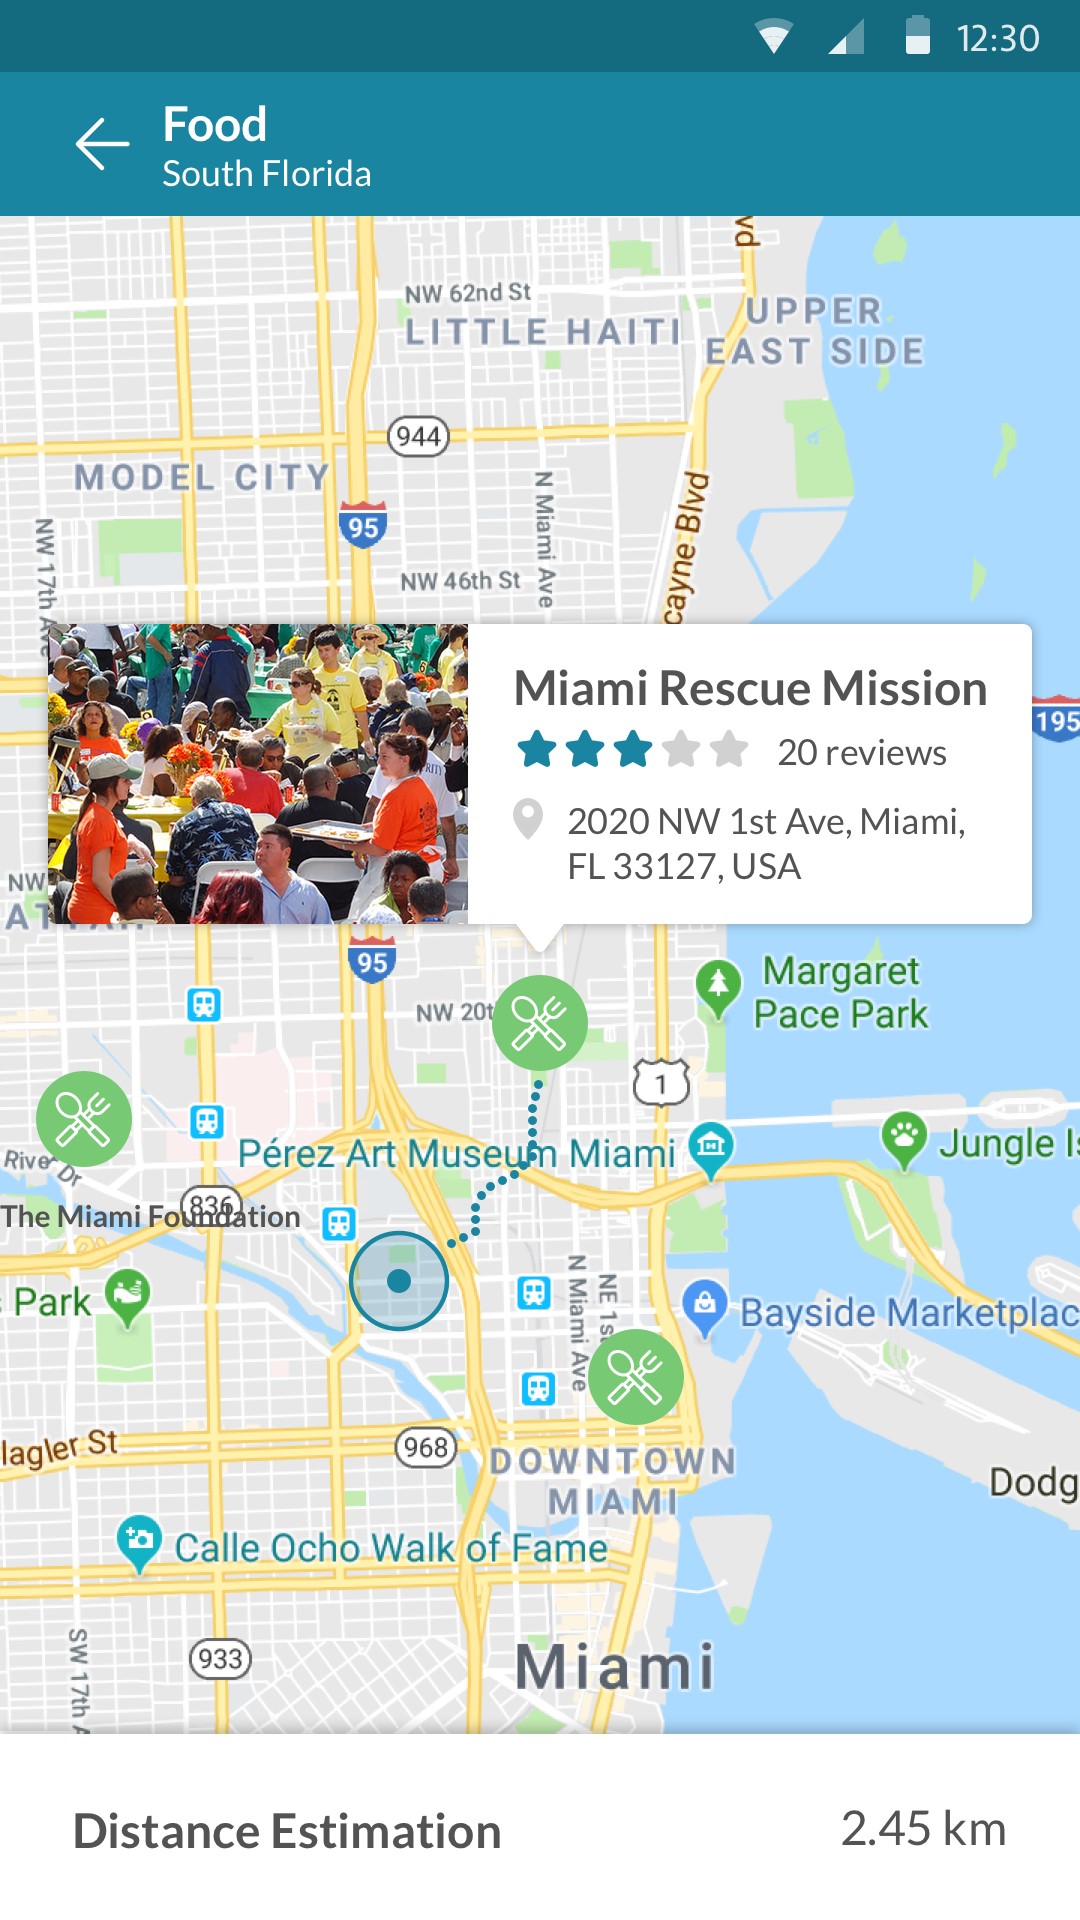 12:30
Food
South Florida
NW 62nd St
LITTLE HAITI
UPPER
EAST SIDE
944
MODEL CITY
95
N Miami Ave
cayne Blvd
NW 17th
NW 46th St
Miami Rescue Mission
20 reviews
2020 NW 1st Ave, Miami,
FL 33127, USA
195
NW
95
Margaret
Pace Park
NW 20t
1
Pérez Art Museum Miami
Jungle
River Dr
836
The Miami Foundation
Park
N Miami Ave
NE 1s
Bayside Marketplac
lagler St
968
DOWNTOWN
MIAMI
Dodg
Calle Ocho Walk of Fame
SW 17th
933
Miami
Distance Estimation
2.45 km